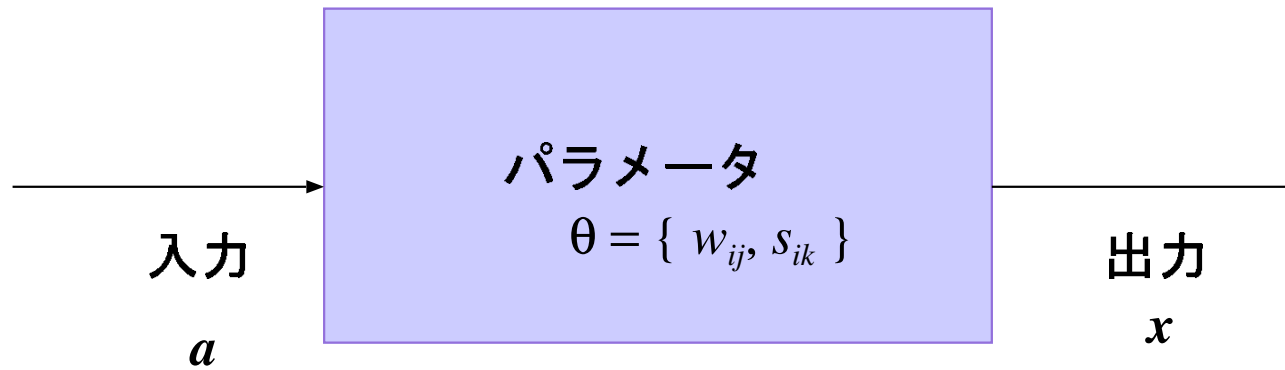 パラメータ
θ = { w_ij, s_ik }
入力
a
出力
x